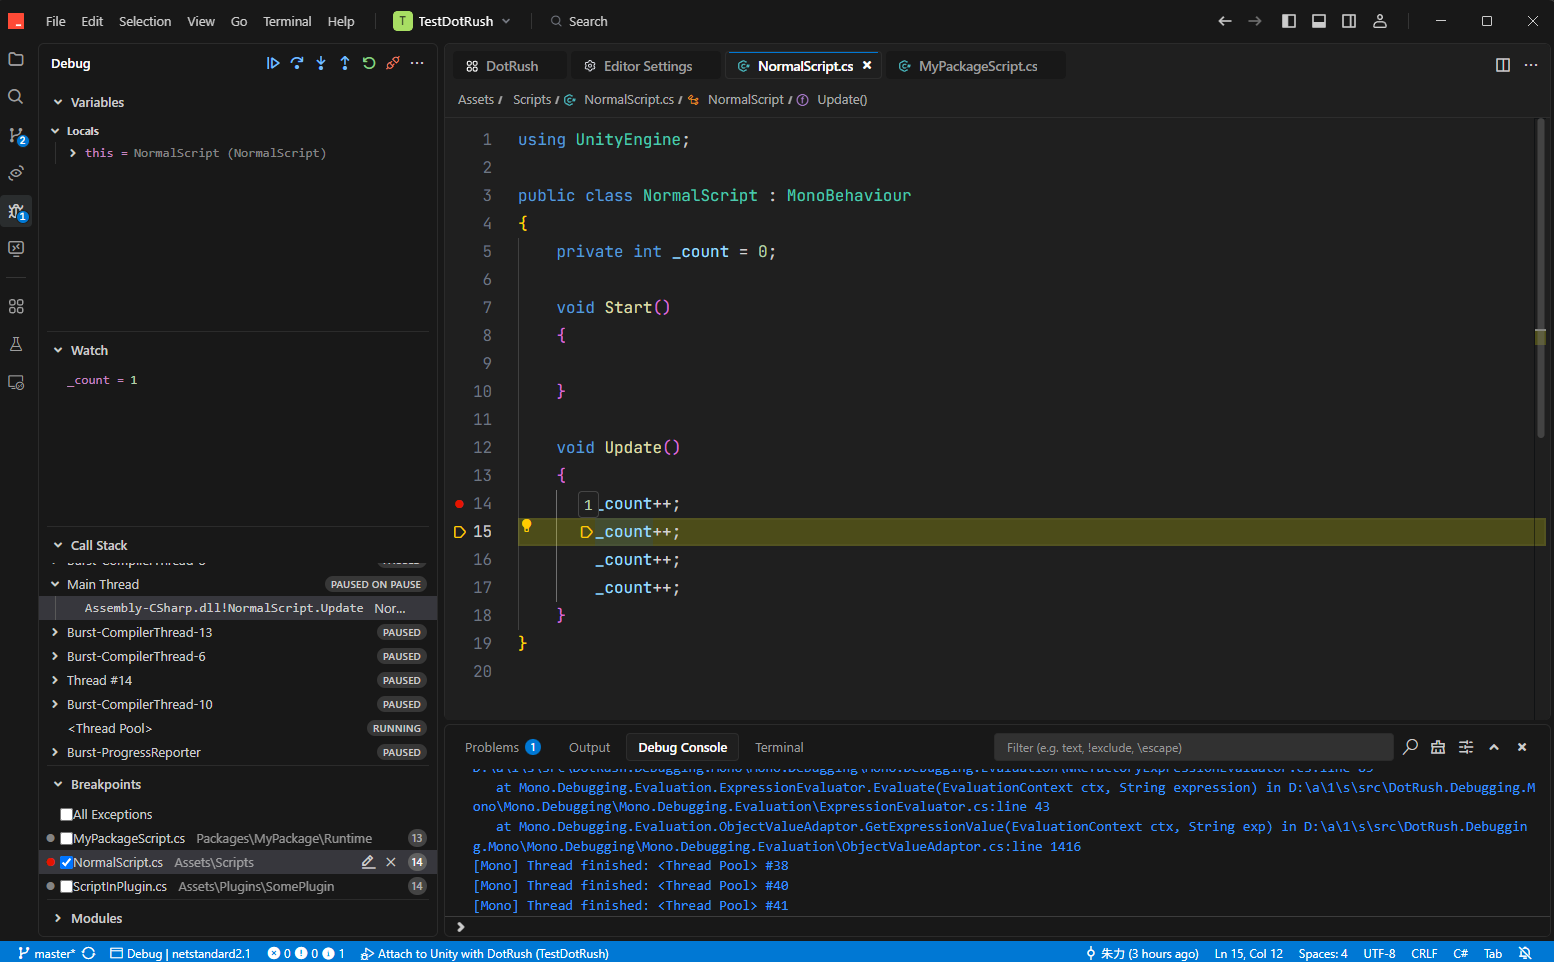 File Edit Selection View Go Terminal Help T TestDotRush Search
Debug
Variables
Locals
this = NormalScript (NormalScript)
Watch
_count = 1
Call Stack
Main Thread PAUSED ON PAUSE
Assembly-CSharp.dll!NormalScript.Update Nor...
Burst-CompilerThread-13 PAUSED
Burst-CompilerThread-6 PAUSED
Thread #14 PAUSED
Burst-CompilerThread-10 PAUSED
<Thread Pool> RUNNING
Burst-ProgressReporter PAUSED
Breakpoints
All Exceptions
MyPackageScript.cs Packages\MyPackage\Runtime 13
NormalScript.cs Assets\Scripts 14
ScriptInPlugin.cs Assets\Plugins\SomePlugin 14
Modules
2
1
DotRush Editor Settings NormalScript.cs MyPackageScript.cs
Assets / Scripts / NormalScript.cs / NormalScript / Update()
1 using UnityEngine;
2
3 public class NormalScript : MonoBehaviour
4 {
5 private int _count = 0;
6
7 void Start()
8 {
9
10 }
11
12 void Update()
13 {
14 1 _count++;
15 _count++;
16 _count++;
17 _count++;
18 }
19 }
20
Problems 1 Output Debug Console Terminal Filter (e.g. text, !exclude, \escape)
at Mono.Debugging.Evaluation.ExpressionEvaluator.Evaluate(EvaluationContext ctx, String expression) in D:\a\1\s\src\DotRush.Debugging.M
ono\Mono.Debugging\Mono.Debugging.Evaluation\ExpressionEvaluator.cs:line 43
at Mono.Debugging.Evaluation.ObjectValueAdaptor.GetExpressionValue(EvaluationContext ctx, String exp) in D:\a\1\s\src\DotRush.Debuggin
g.Mono\Mono.Debugging\Mono.Debugging.Evaluation\ObjectValueAdaptor.cs:line 1416
[Mono] Thread finished: <Thread Pool> #38
[Mono] Thread finished: <Thread Pool> #40
[Mono] Thread finished: <Thread Pool> #41
master* Debug | netstandard2.1 0 0 1 Attach to Unity with DotRush (TestDotRush) 朱力 (3 hours ago) Ln 15, Col 12 Spaces: 4 UTF-8 CRLF C# Tab